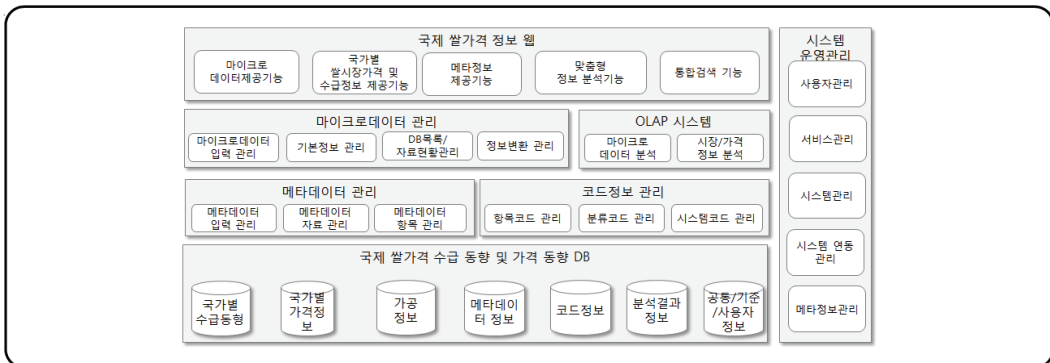 국제 쌀가격 정보 웹
마이크로
데이터제공기능
국가별
쌀시장가격 및
수급정보 제공기능
메타정보
제공기능
맞춤형
정보 분석기능
통합검색 기능
마이크로데이터 관리
마이크로데이터
입력 관리
기본정보 관리
DB목록/
자료현황관리
정보변환 관리
OLAP 시스템
마이크로
데이터 분석
시장/가격
정보 분석
메타데이터 관리
메타데이터
입력 관리
메타데이터
자료 관리
메타데이터
항목 관리
코드정보 관리
항목코드 관리
분류코드 관리
시스템코드 관리
국제 쌀가격 수급 동향 및 가격 동향 DB
국가별
수급동형
국가별
가격정
보
가공
정보
메타데이
터 정보
코드정보
분석결과
정보
공통/기준
/사용자
정보
시스템
운영관리
사용자관리
서비스관리
시스템관리
시스템 연동
관리
메타정보관리